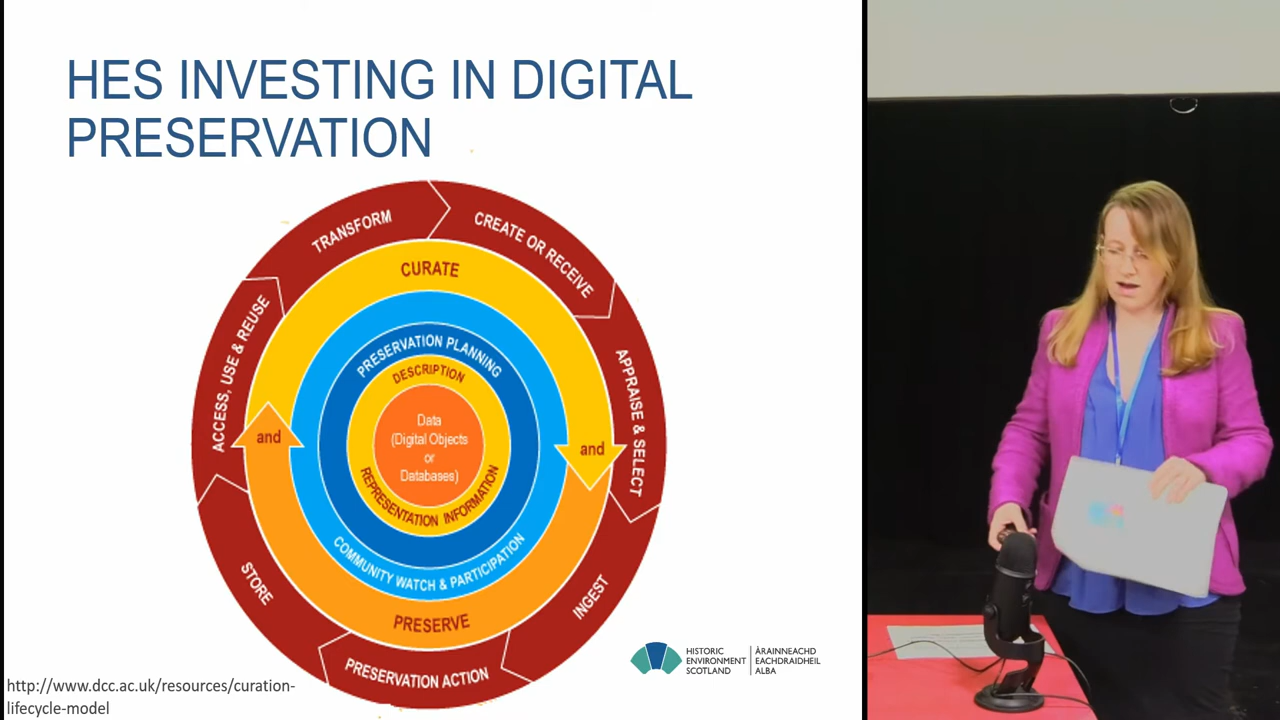 HES INVESTING IN DIGITAL
PRESERVATION
TRANSFORM
CREATE OR RECEIVE
APPRAISE & SELECT
INGEST
PRESERVATION ACTION
STORE
ACCESS, USE & REUSE
CURATE
and
PRESERVE
and
COMMUNITY WATCH & PARTICIPATION
PRESERVATION PLANNING
DESCRIPTION
REPRESENTATION INFORMATION
Data
(Digital Objects
or
Databases)
http://www.dcc.ac.uk/resources/curation-
lifecycle-model
HISTORIC
ENVIRONMENT
SCOTLAND
ÀRAINNEACHD
EACHDRAIDHEIL
ALBA